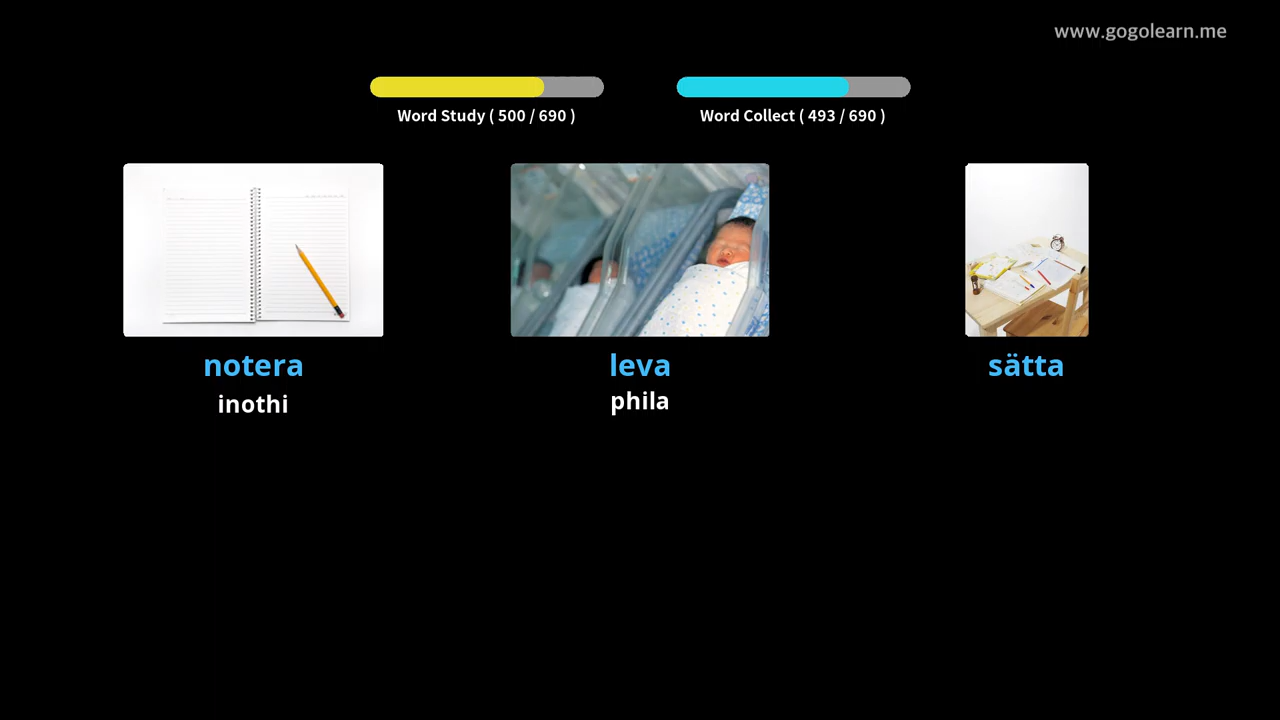 www.gogolearn.me
Word Study ( 500 / 690 )
Word Collect ( 493 / 690 )
notera
inothi
leva
phila
sätta